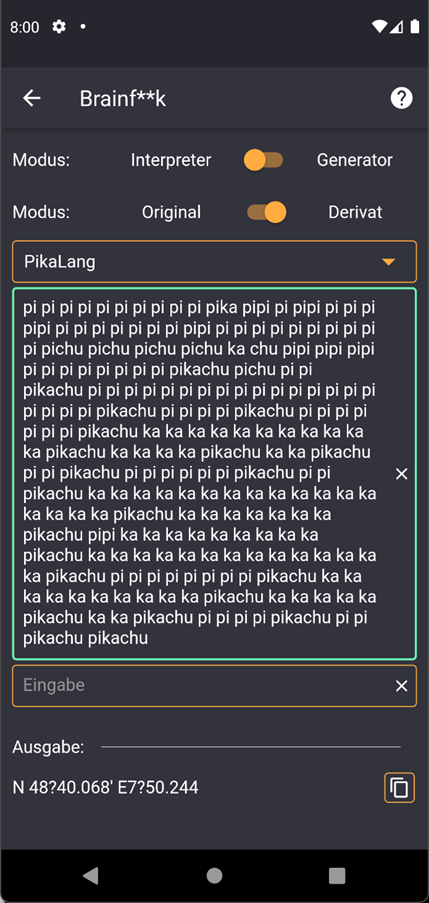 8:00
Brainf**k
Modus: Interpreter Generator
Modus: Original Derivat
PikaLang
pi pi pi pi pi pi pi pi pi pi pika pipi pi pipi pi pi pi
pipi pi pi pi pi pi pi pi pipi pi pi pi pi pi pi pi pi pi
pi pichu pichu pichu pichu ka chu pipi pipi pipi
pi pi pi pi pi pi pi pi pikachu pichu pi pi
pikachu pi pi pi pi pi pi pi pi pi pi pi pi pi pi pi pi
pi pi pi pi pikachu pi pi pi pi pikachu pi pi pi pi
pi pi pi pikachu ka ka ka ka ka ka ka ka ka ka
ka pikachu ka ka ka ka pikachu ka ka pikachu
pi pi pikachu pi pi pi pi pi pi pikachu pi pi
pikachu ka ka ka ka ka ka ka ka ka ka ka ka ka
ka ka ka ka pikachu ka ka ka ka ka ka ka
pikachu pipi ka ka ka ka ka ka ka ka ka
pikachu ka ka ka ka ka ka ka ka ka ka ka ka ka
ka pikachu pi pi pi pi pi pi pi pi pikachu ka ka
ka ka ka ka ka ka ka ka pikachu ka ka ka ka ka
pikachu ka ka pikachu pi pi pi pi pikachu pi pi
pikachu pikachu
Eingabe
Ausgabe:
N 48?40.068' E7?50.244